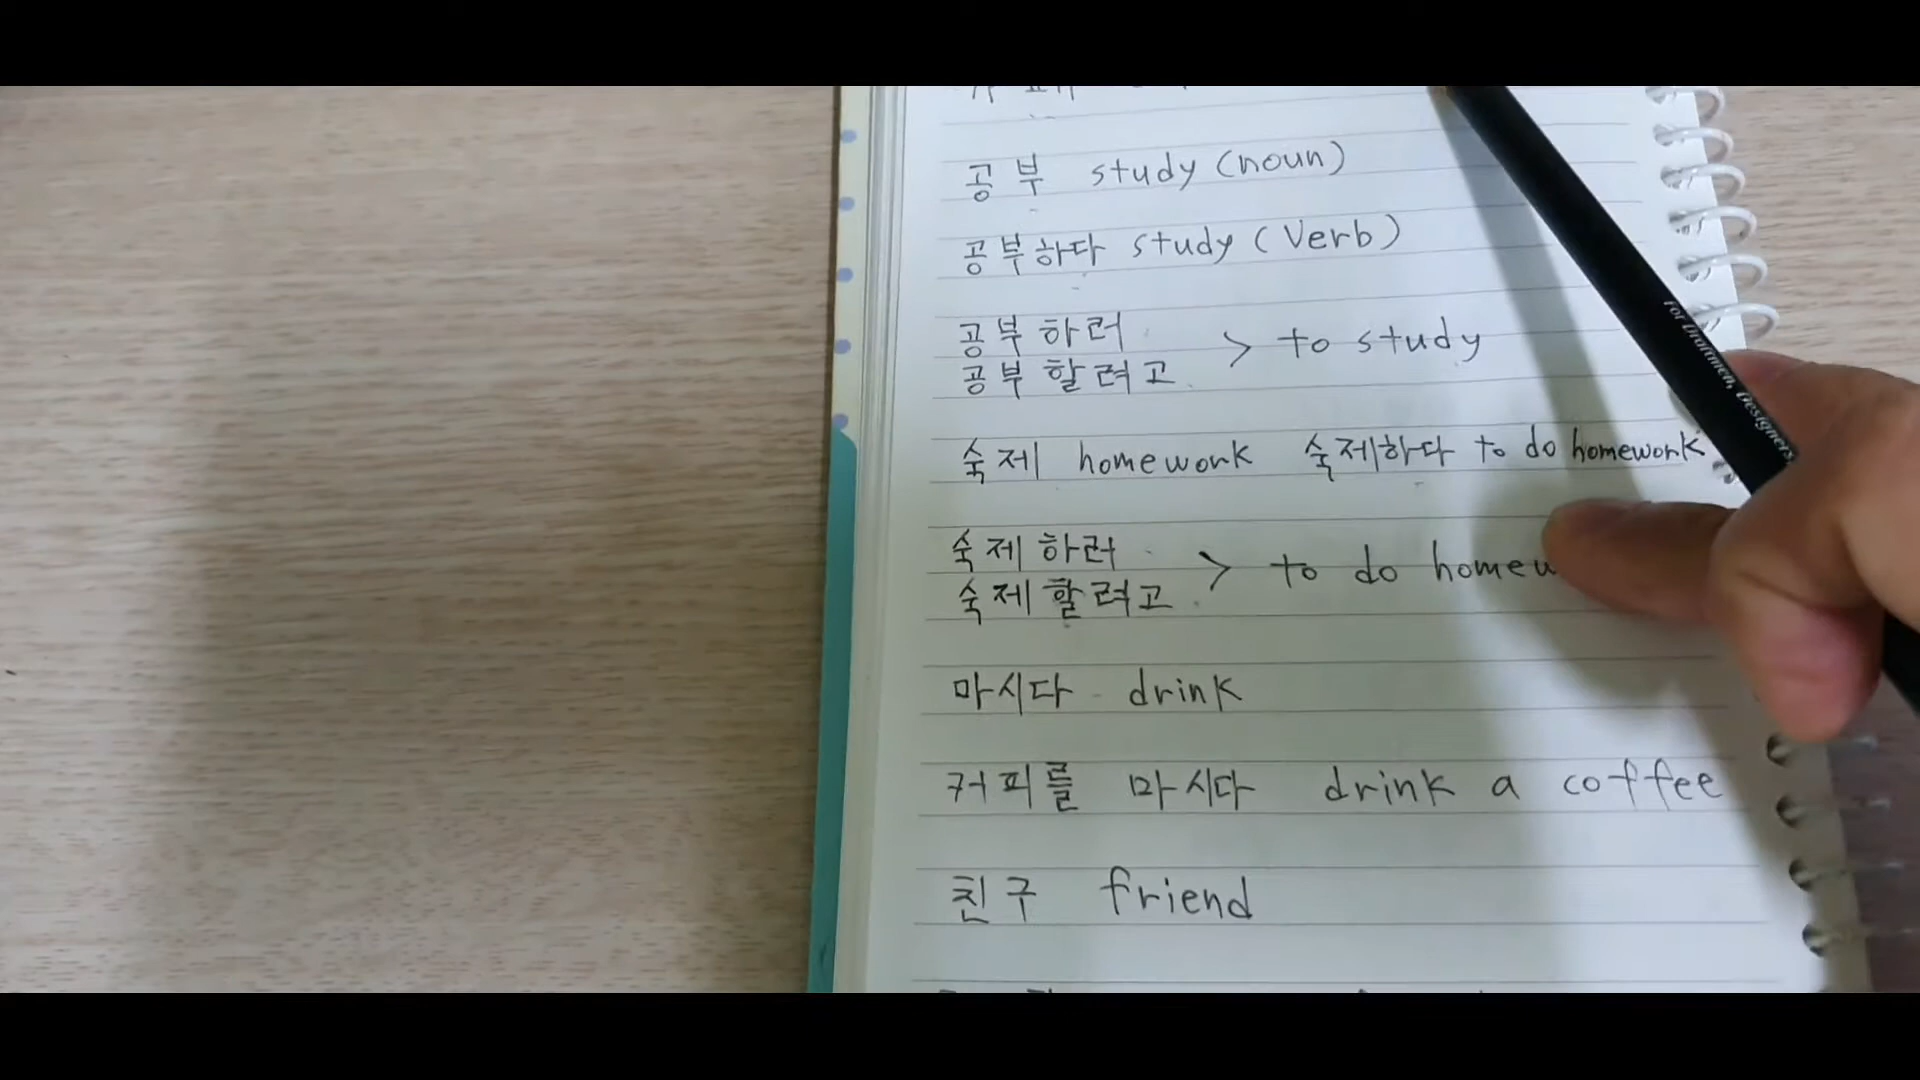 공부 study (noun)
공부하다 study (Verb)
공부하러
공부할려고 > to study
숙제 homework 숙제하다 to do homework
숙제하러
숙제할려고 > to do
마시다 drink
커피를 마시다 drink a coffee
친구 friend
For Draftmen, Designers,